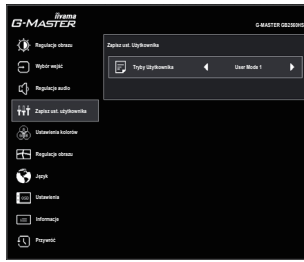 iiyama
G-MASTER
G-MASTER GB2800HS
Regulacje obrazu
Zapisz ust. Użytkownika
Wybór wejść
Tryby Użytkownika
User Mode 1
Regulacje audio
Zapisz ust. użytkownika
Ustawienia kolorów
Regulacje obrazu
Język
Ustawienia
Informacje
Przywróć